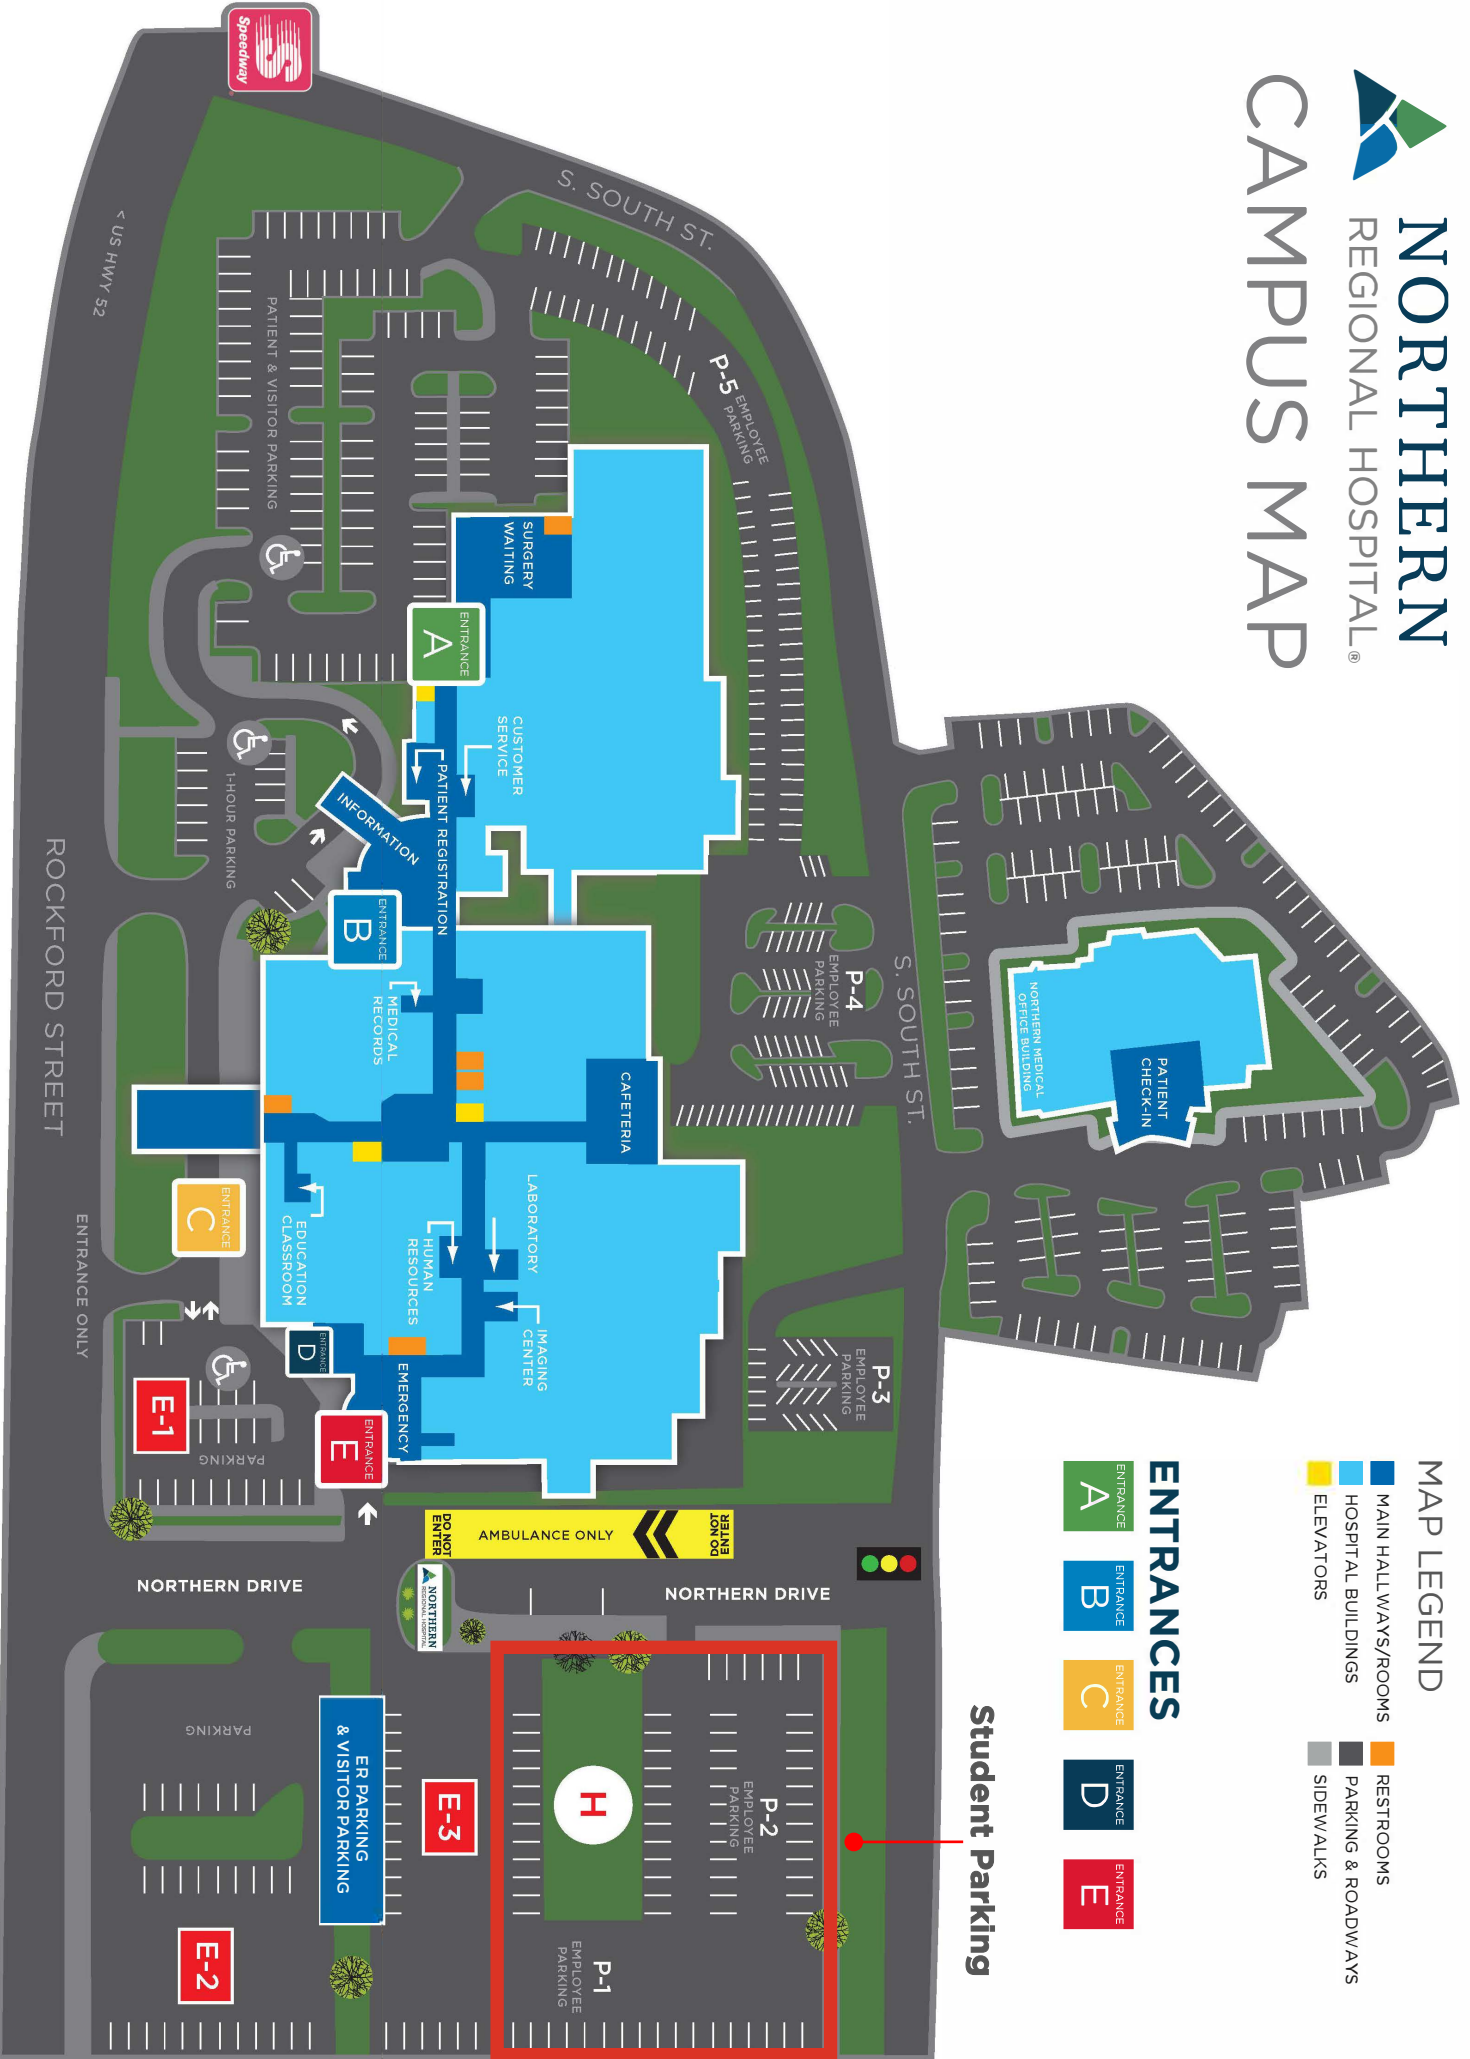 NORTHERN
REGIONAL HOSPITAL®
CAMPUS MAP
MAP LEGEND
MAIN HALLWAYS/ROOMS
HOSPITAL BUILDINGS
ELEVATORS
RESTROOMS
PARKING & ROADWAYS
SIDEWALKS
ENTRANCES
ENTRANCE
A
ENTRANCE
B
ENTRANCE
C
ENTRANCE
D
ENTRANCE
E
Student Parking
S
Speedway
S. SOUTH ST.
< US HWY 52
PATIENT & VISITOR PARKING
P-5 EMPLOYEE
PARKING
SURGERY
WAITING
ENTRANCE
A
CUSTOMER
SERVICE
PATIENT REGISTRATION
INFORMATION
1-HOUR PARKING
ENTRANCE
B
ROCKFORD STREET
P-4
EMPLOYEE
PARKING
S. SOUTH ST.
NORTHERN MEDICAL
OFFICE BUILDING
PATIENT
CHECK-IN
MEDICAL
RECORDS
CAFETERIA
LABORATORY
ENTRANCE
C
EDUCATION
CLASSROOM
HUMAN
RESOURCES
IMAGING
CENTER
ENTRANCE ONLY
ENTRANCE
D
EMERGENCY
ENTRANCE
E
E-1
PARKING
P-3
EMPLOYEE
PARKING
DO NOT
ENTER
AMBULANCE ONLY
DO NOT
ENTER
NORTHERN DRIVE
NORTHERN DRIVE
NORTHERN
REGIONAL HOSPITAL
PARKING
ER PARKING
& VISITOR PARKING
E-3
E-2
H
P-2
EMPLOYEE
PARKING
P-1
EMPLOYEE
PARKING